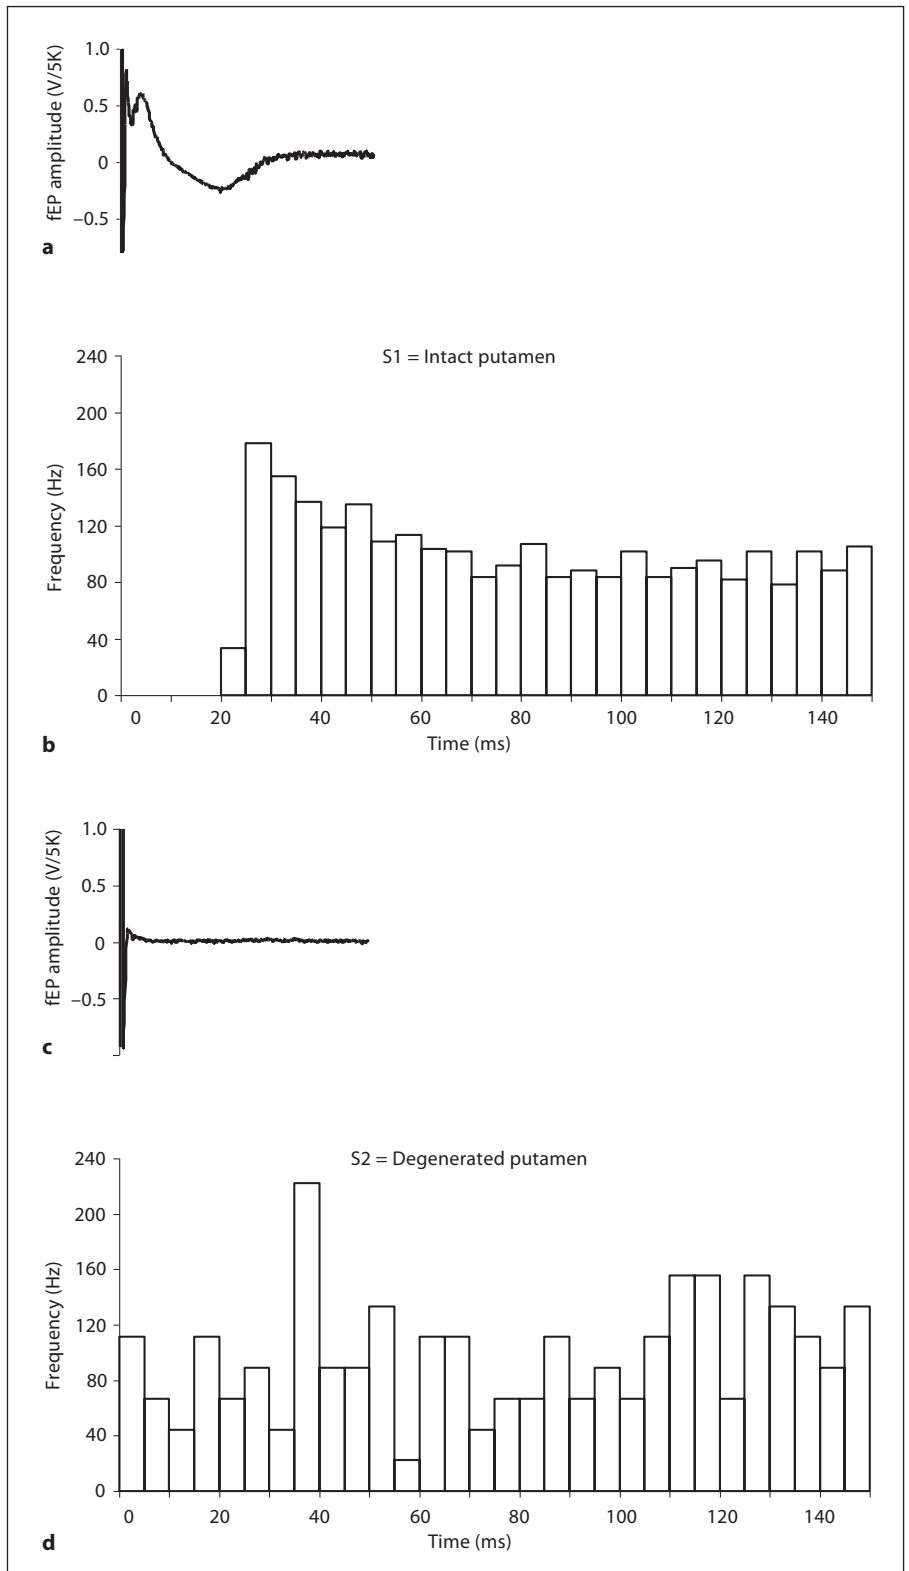 fEP amplitude (V/5K)
1.0
0.5
0
–0.5
a
S1 = Intact putamen
Frequency (Hz)
240
200
160
120
80
40
0
0 20 40 60 80 100 120 140
Time (ms)
b
fEP amplitude (V/5K)
1.0
0.5
0
–0.5
c
S2 = Degenerated putamen
Frequency (Hz)
240
200
160
120
80
40
0
0 20 40 60 80 100 120 140
Time (ms)
d